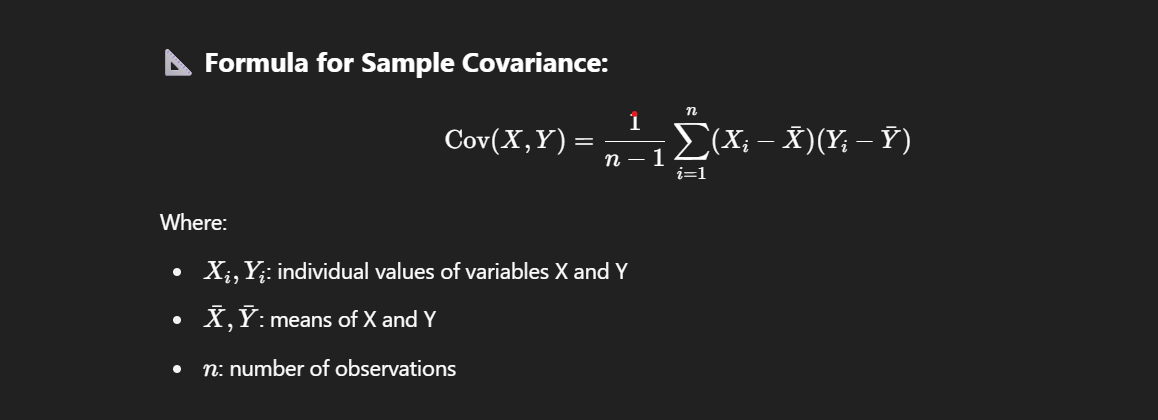 📐 Formula for Sample Covariance:
Cov(X, Y) = \frac{1}{n-1} \sum_{i=1}^{n} (X_i - \bar{X})(Y_i - \bar{Y})
Where:
• X_i, Y_i: individual values of variables X and Y
• \bar{X}, \bar{Y}: means of X and Y
• n: number of observations